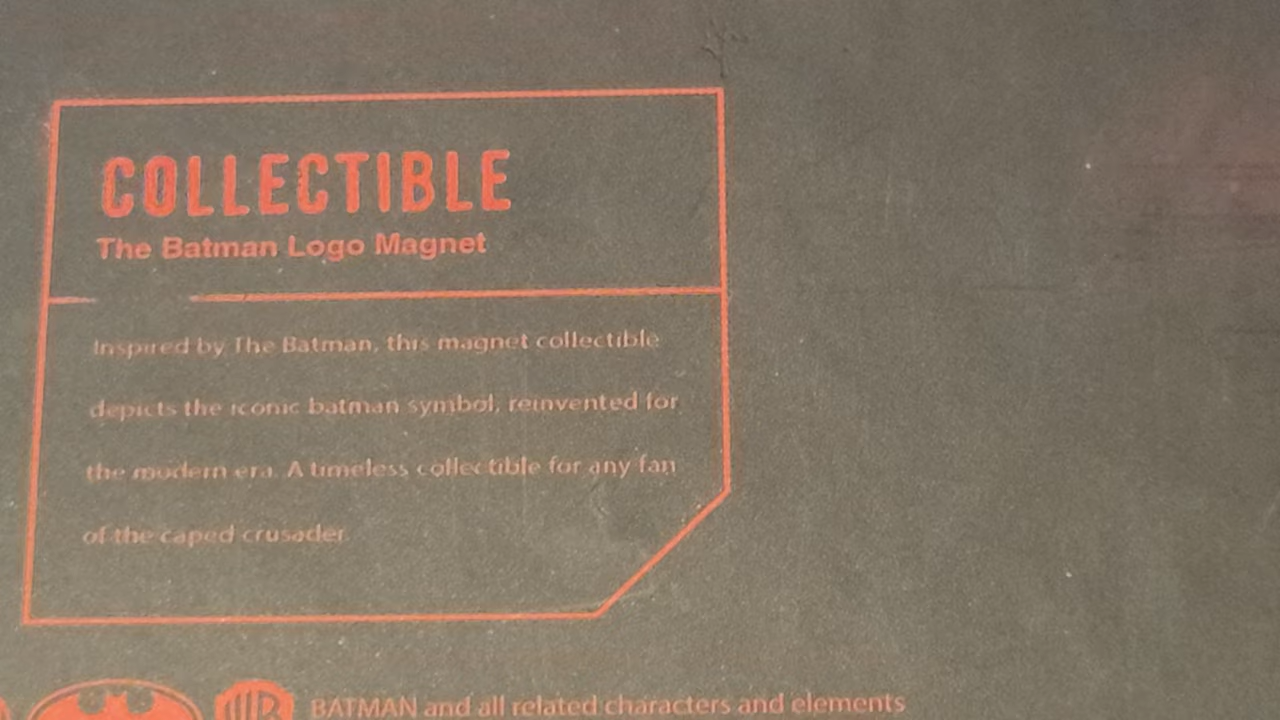 COLLECTIBLE
The Batman Logo Magnet
Inspired by The Batman, this magnet collectible
depicts the iconic batman symbol, reinvented for
the modern era. A timeless collectible for any fan
of the caped crusader.
WB
BATMAN and all related characters and elements